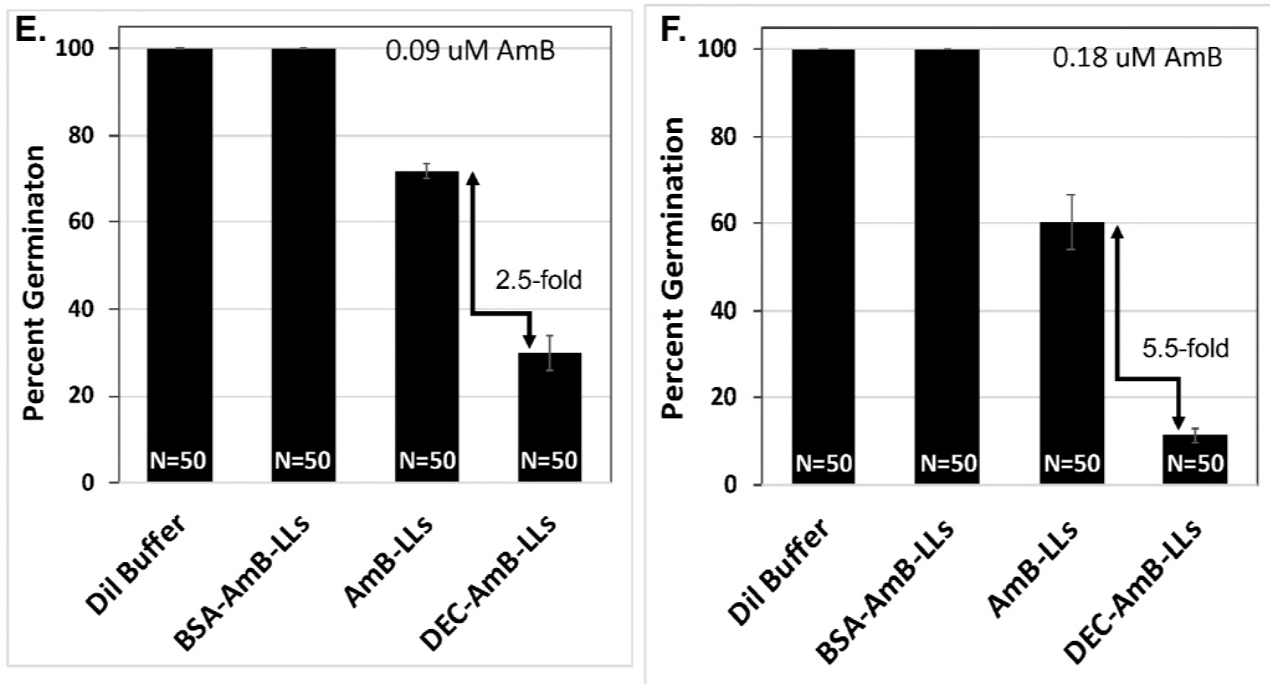 E.
0.09 uM AmB
Percent Germinaton
100
80
60
40
20
0
2.5-fold
N=50
N=50
N=50
N=50
Dil Buffer
BSA-AmB-LLs
AmB-LLs
DEC-AmB-LLs
F.
0.18 uM AmB
Percent Germination
100
80
60
40
20
0
5.5-fold
N=50
N=50
N=50
N=50
Dil Buffer
BSA-AmB-LLs
AmB-LLs
DEC-AmB-LLs